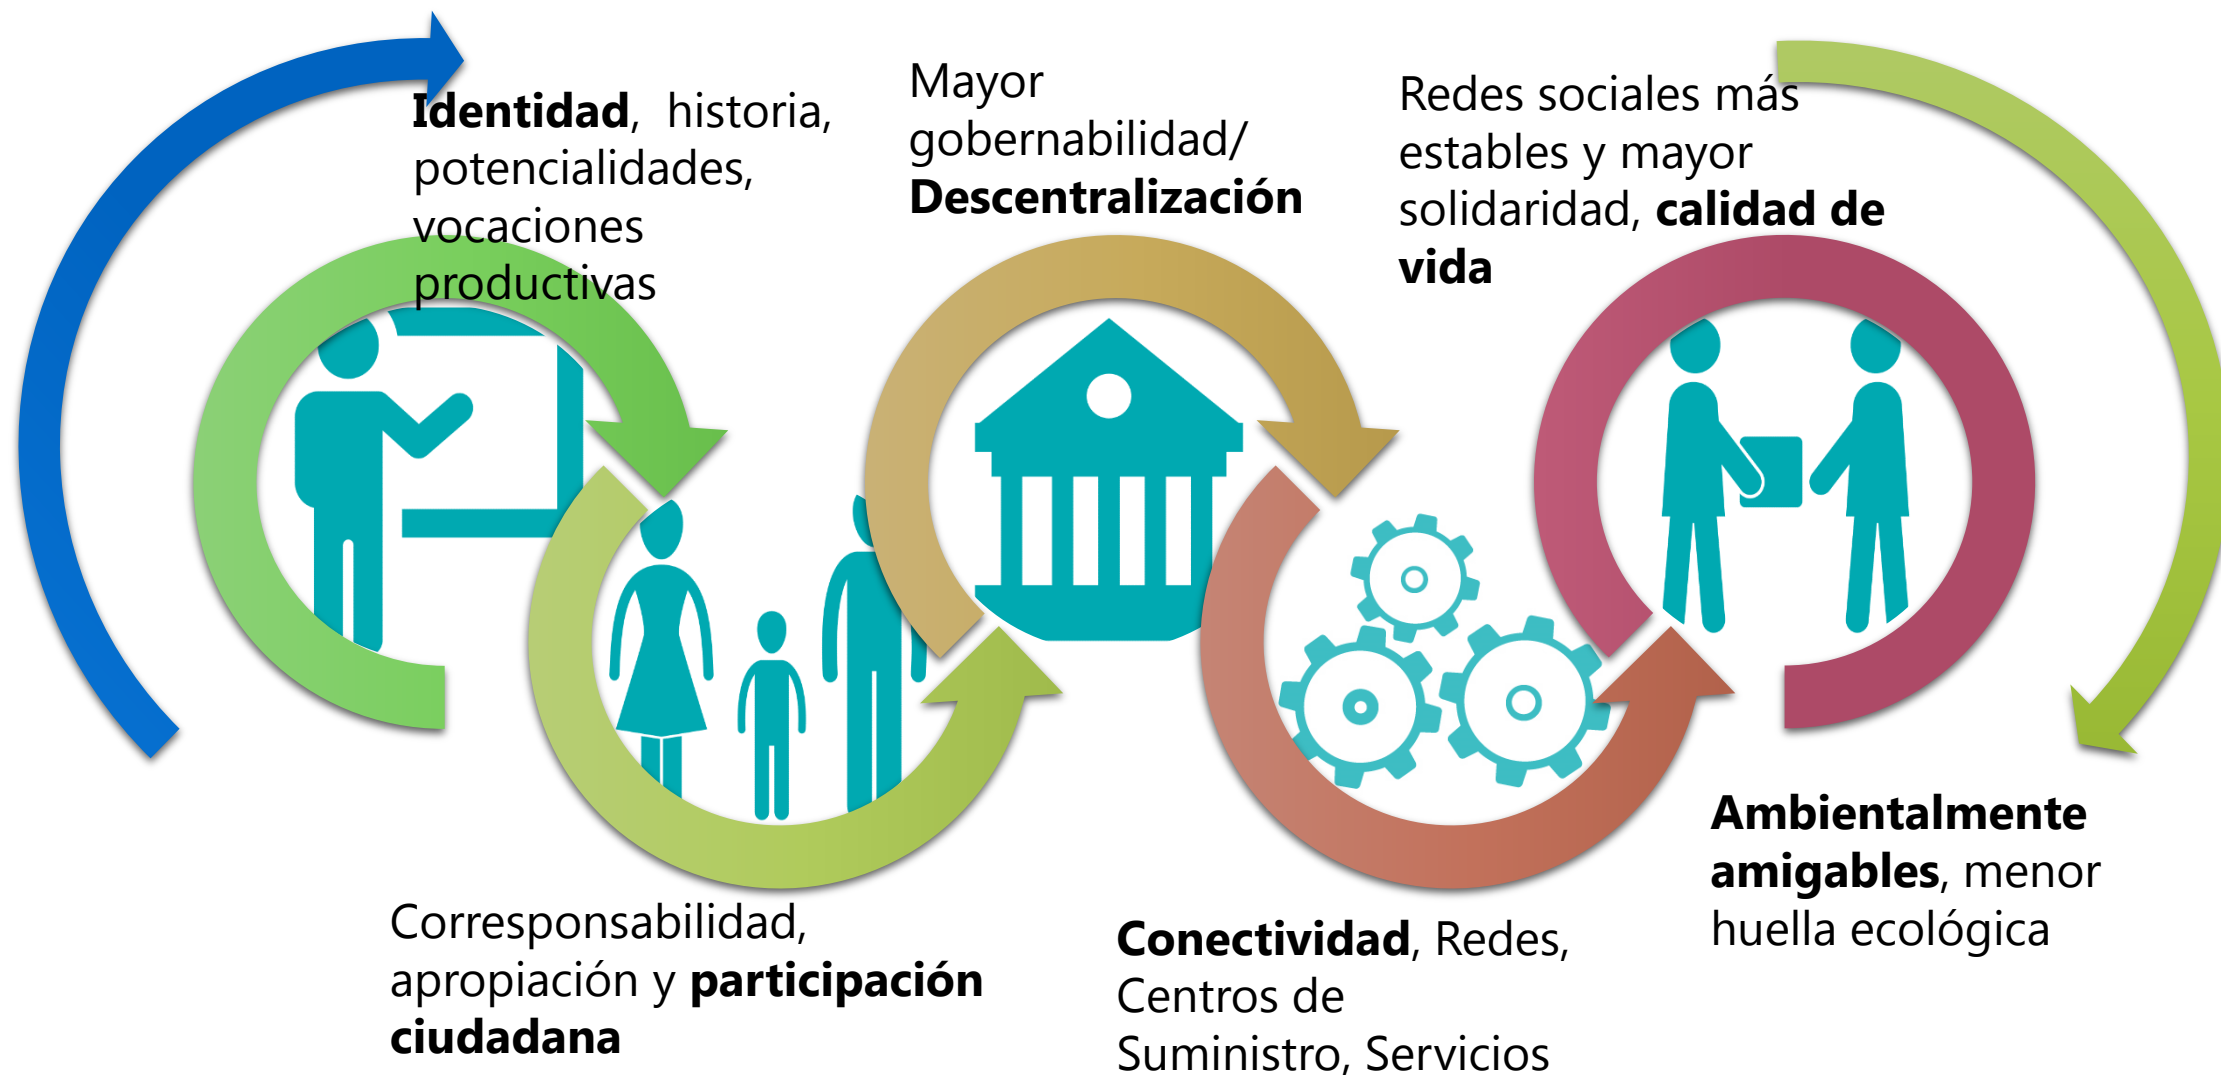 Identidad, historia,
potencialidades,
vocaciones
productivas
Mayor
gobernabilidad/
Descentralización
Redes sociales más
estables y mayor
solidaridad, calidad de
vida
Corresponsabilidad,
apropiación y participación
ciudadana
Conectividad, Redes,
Centros de
Suministro, Servicios
Ambientalmente
amigables, menor
huella ecológica